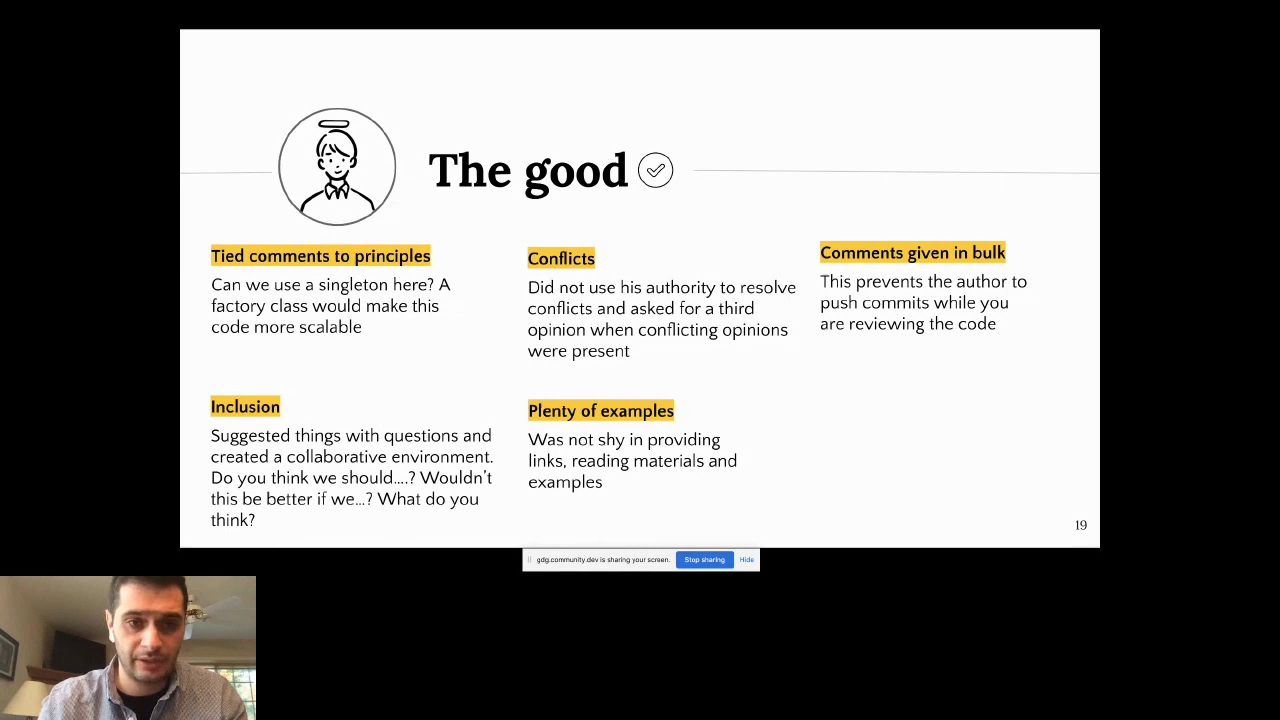 The good
Tied comments to principles
Can we use a singleton here? A
factory class would make this
code more scalable
Conflicts
Did not use his authority to resolve
conflicts and asked for a third
opinion when conflicting opinions
were present
Comments given in bulk
This prevents the author to
push commits while you
are reviewing the code
Inclusion
Suggested things with questions and
created a collaborative environment.
Do you think we should....? Wouldn't
this be better if we...? What do you
think?
Plenty of examples
Was not shy in providing
links, reading materials and
examples
19
gdg.community.dev is sharing your screen. Stop sharing Hide